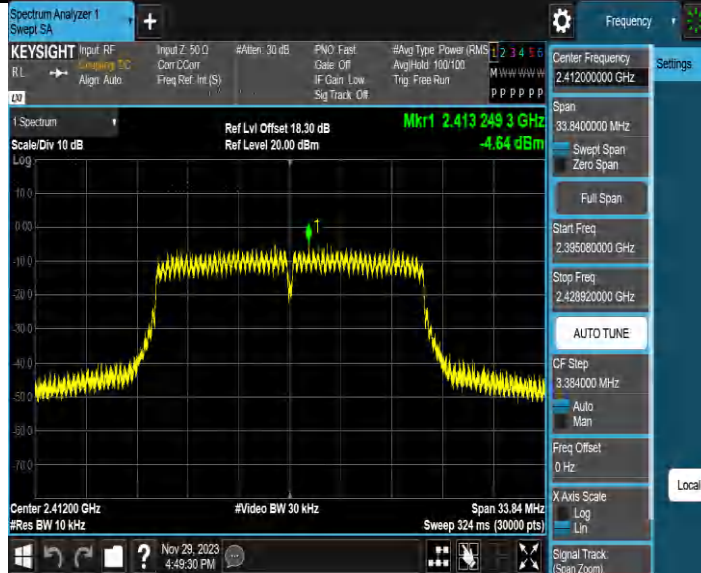 Spectrum Analyzer 1
Swept SA
+
Frequency
KEYSIGHT
RL
Input: RF
Coupling: DC
Align: Auto
Input Z: 50 Ω
Corr CCorr
Freq Ref: Int (S)
#Atten: 30 dB
PNO: Fast
Gate: Off
IF Gain: Low
Sig Track: Off
#Avg Type: Power (RMS)
Avg|Hold: 100/100
Trig: Free Run
1 2 3 4 5 6
M W W W W W
P P P P P P
LXI
1 Spectrum
Scale/Div 10 dB
Log
Ref Lvl Offset 18.30 dB
Ref Level 20.00 dBm
Mkr1 2.413 249 3 GHz
-4.64 dBm
10.0
0.00
-10.0
-20.0
-30.0
-40.0
-50.0
-60.0
-70.0
1
Center 2.41200 GHz
#Res BW 10 kHz
#Video BW 30 kHz
Span 33.84 MHz
Sweep 324 ms (30000 pts)
Center Frequency
2.412000000 GHz
Settings
Span
33.8400000 MHz
Swept Span
Zero Span
Full Span
Start Freq
2.395080000 GHz
Stop Freq
2.428920000 GHz
AUTO TUNE
CF Step
3.384000 MHz
Auto
Man
Freq Offset
0 Hz
X Axis Scale
Log
Lin
Local
Signal Track
(Span Zoom)
?
Nov 29, 2023
4:49:30 PM